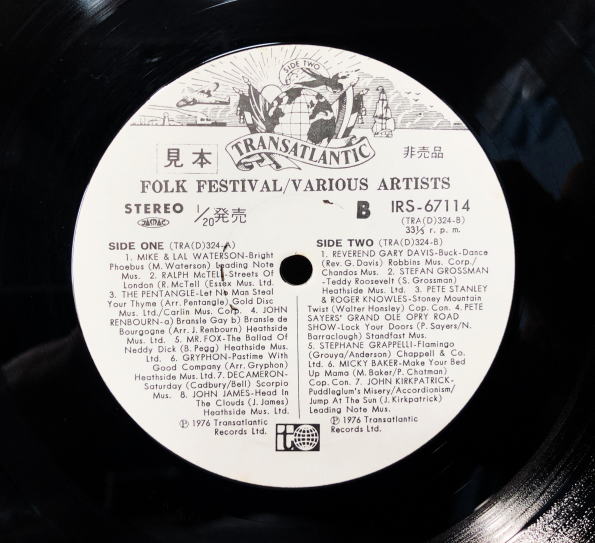 SIDE TWO
TRANSATLANTIC
見本
非売品
FOLK FESTIVAL/VARIOUS ARTISTS
STEREO 1/20発売 B IRS-67114
(TRA(D)324-B)
33⅓ r. p. m.
SIDE ONE (TRA(D)324-A)
1. MIKE & LAL WATERSON-Bright
Phoebus (M. Waterson) Leading Note
Mus. 2. RALPH McTELL-Streets Of
London (R. McTell) Essex Mus. Ltd.
3. THE PENTANGLE-Let No Man Steal
Your Thyme (Arr. Pentangle) Gold Disc
Mus. Ltd./Carlin Mus. Corp. 4. JOHN
RENBOURN-a) Bransle Gay b) Bransle de
Bourgogne (Arr. J. Renbourn) Heathside
Mus. Ltd. 5. MR. FOX-The Ballad Of
Neddy Dick (B. Pegg) Heathside Mus.
Ltd. 6. GRYPHON-Pastime With
Good Company (Arr. Gryphon)
Heathside Mus. Ltd. 7. DECAMERON-
Saturday (Cadbury/Bell) Scorpio
Mus. 8. JOHN JAMES-Head In
The Clouds (J. James)
Heathside Mus. Ltd.
℗ 1976 Transatlantic
Records Ltd.
SIDE TWO (TRA(D)324-B)
1. REVEREND GARY DAVIS-Buck-Dance
(Rev. G. Davis) Robbins Mus. Corp./
Chandos Mus. 2. STEFAN GROSSMAN
-Teddy Roosevelt (S. Grossman)
Heathside Mus. Ltd. 3. PETE STANLEY
& ROGER KNOWLES-Stoney Mountain
Twist (Walter Honsley) Cop. Con. 4. PETE
SAYERS' GRAND OLE OPRY ROAD
SHOW-Lock Your Doors (P. Sayers/N.
Barraclough) Standfast Mus.
5. STEPHANE GRAPPELLI-Flamingo
(Grouya/Anderson) Chappell & Co.
Ltd. 6. MICKY BAKER-Make Your Bed
Up Mama (M. Baker/P. Chatman)
Cop. Con. 7. JOHN KIRKPATRICK-
Puddleglum's Misery/Accordionism/
Jump At The Sun (J. Kirkpatrick)
Leading Note Mus.
℗ 1976 Transatlantic
Records Ltd.